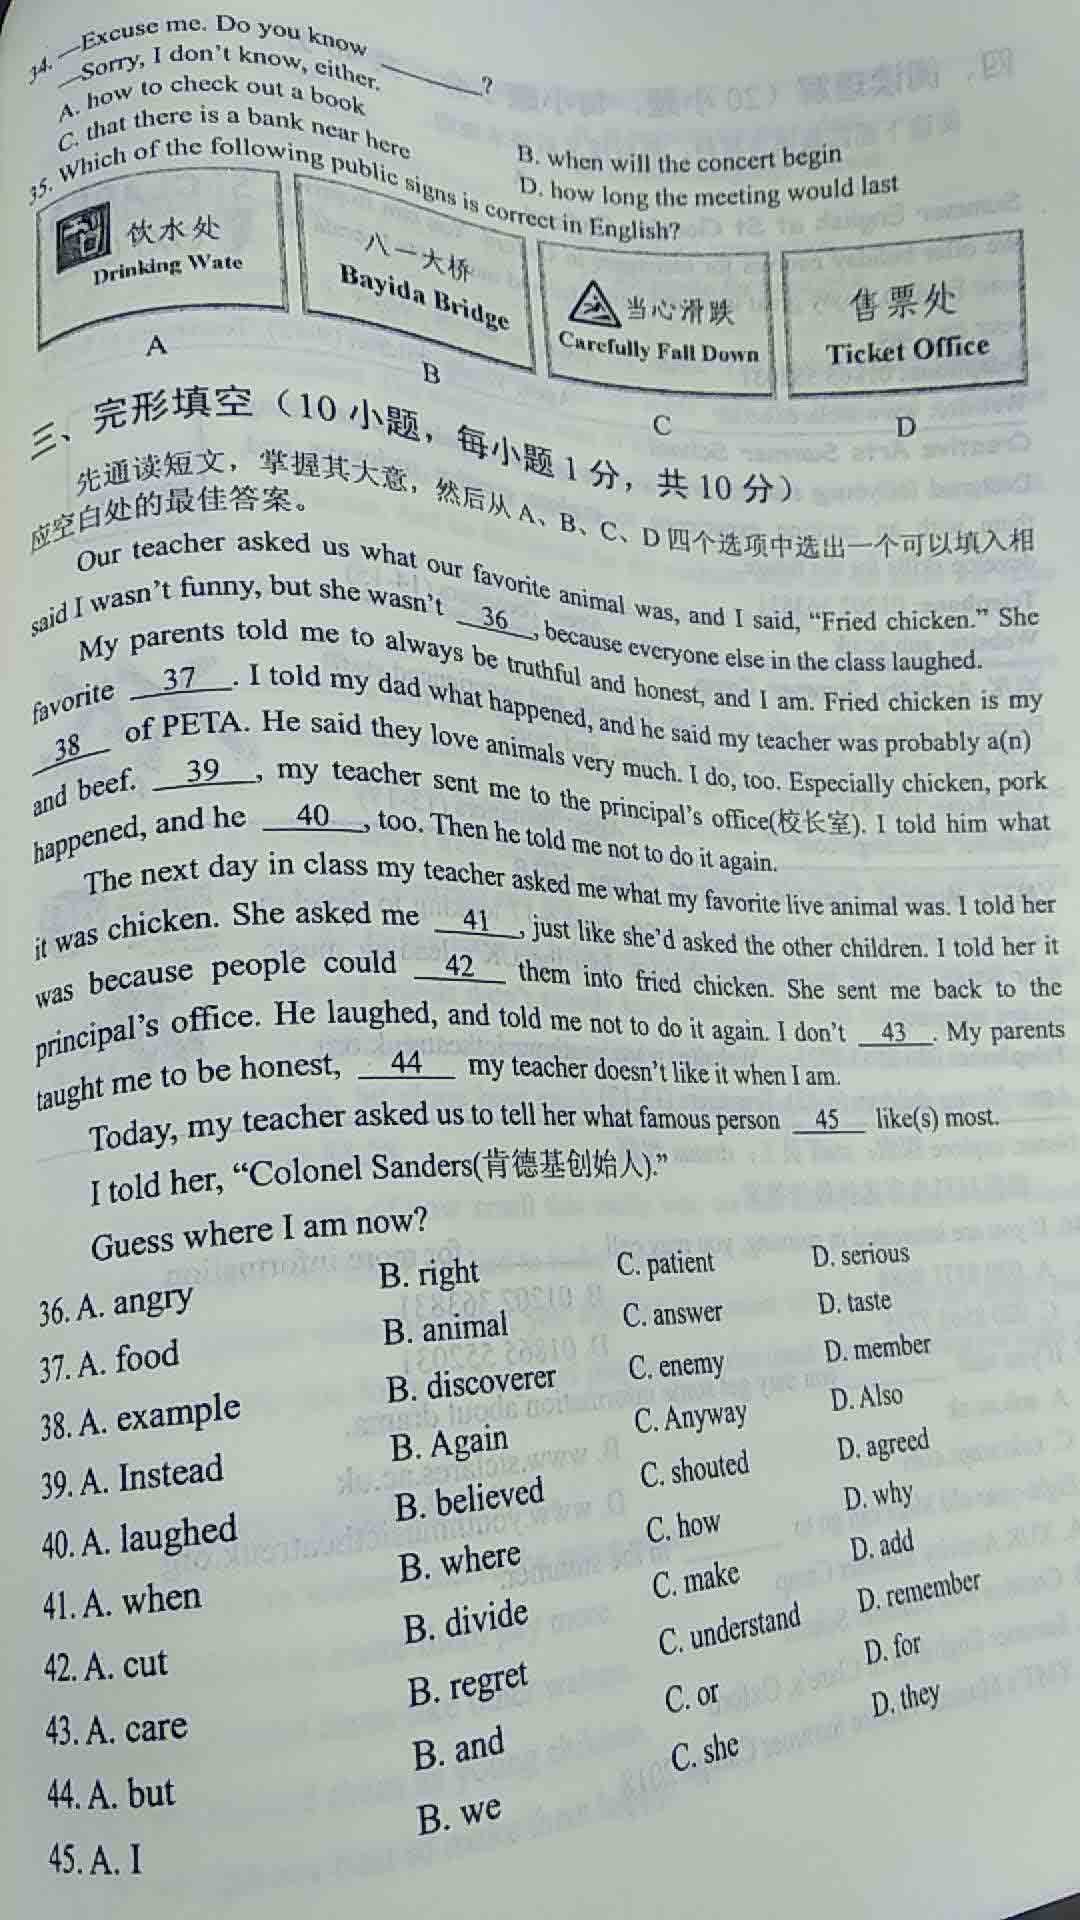 34. —Excuse me. Do you know ______?
—Sorry, I don't know, either.
A. how to check out a book
B. when will the concert begin
C. that there is a bank near here
D. how long the meeting would last
35. Which of the following public signs is correct in English?
饮水处
Drinking Wate
八一大桥
Bayida Bridge
当心滑跌
Carefully Fall Down
售票处
Ticket Office
A
B
C
D
三、完形填空（10 小题，每小题 1 分，共 10 分）
先通读短文，掌握其大意，然后从 A、B、C、D 四个选项中选出一个可以填入相
应空白处的最佳答案。
Our teacher asked us what our favorite animal was, and I said, “Fried chicken.” She
said I wasn't funny, but she wasn't 36 , because everyone else in the class laughed.
My parents told me to always be truthful and honest, and I am. Fried chicken is my
favorite 37 . I told my dad what happened, and he said my teacher was probably a(n)
38 of PETA. He said they love animals very much. I do, too. Especially chicken, pork
and beef. 39 , my teacher sent me to the principal's office(校长室). I told him what
happened, and he 40 , too. Then he told me not to do it again.
The next day in class my teacher asked me what my favorite live animal was. I told her
it was chicken. She asked me 41 , just like she'd asked the other children. I told her it
was because people could 42 them into fried chicken. She sent me back to the
principal's office. He laughed, and told me not to do it again. I don't 43 . My parents
taught me to be honest, 44 my teacher doesn't like it when I am.
Today, my teacher asked us to tell her what famous person 45 like(s) most.
I told her, “Colonel Sanders(肯德基创始人).”
Guess where I am now?
36. A. angry B. right C. patient D. serious
37. A. food B. animal C. answer D. taste
38. A. example B. discoverer C. enemy D. member
39. A. Instead B. Again C. Anyway D. Also
40. A. laughed B. believed C. shouted D. agreed
41. A. when B. where C. how D. why
42. A. cut B. divide C. make D. add
43. A. care B. regret C. understand D. remember
44. A. but B. and C. or D. for
45. A. I B. we C. she D. they